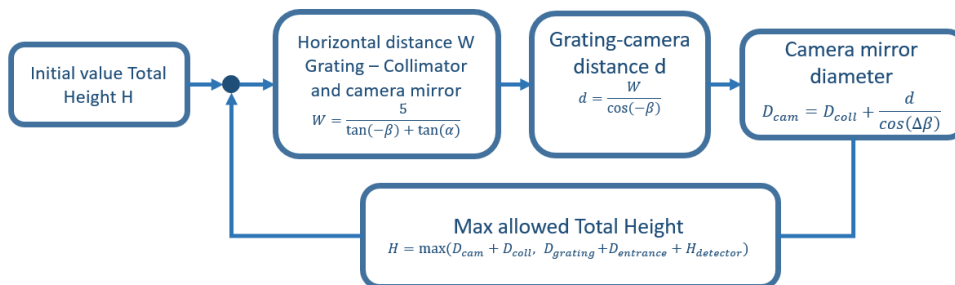 Initial value Total
Height H
Horizontal distance W
Grating – Collimator
and camera mirror
W = 5 / (tan(−β) + tan(α))
Grating-camera
distance d
d = W / cos(−β)
Camera mirror
diameter
D_cam = D_coll + d / cos(Δβ)
Max allowed Total Height
H = max(D_cam + D_coll, D_grating + D_entrance + H_detector)